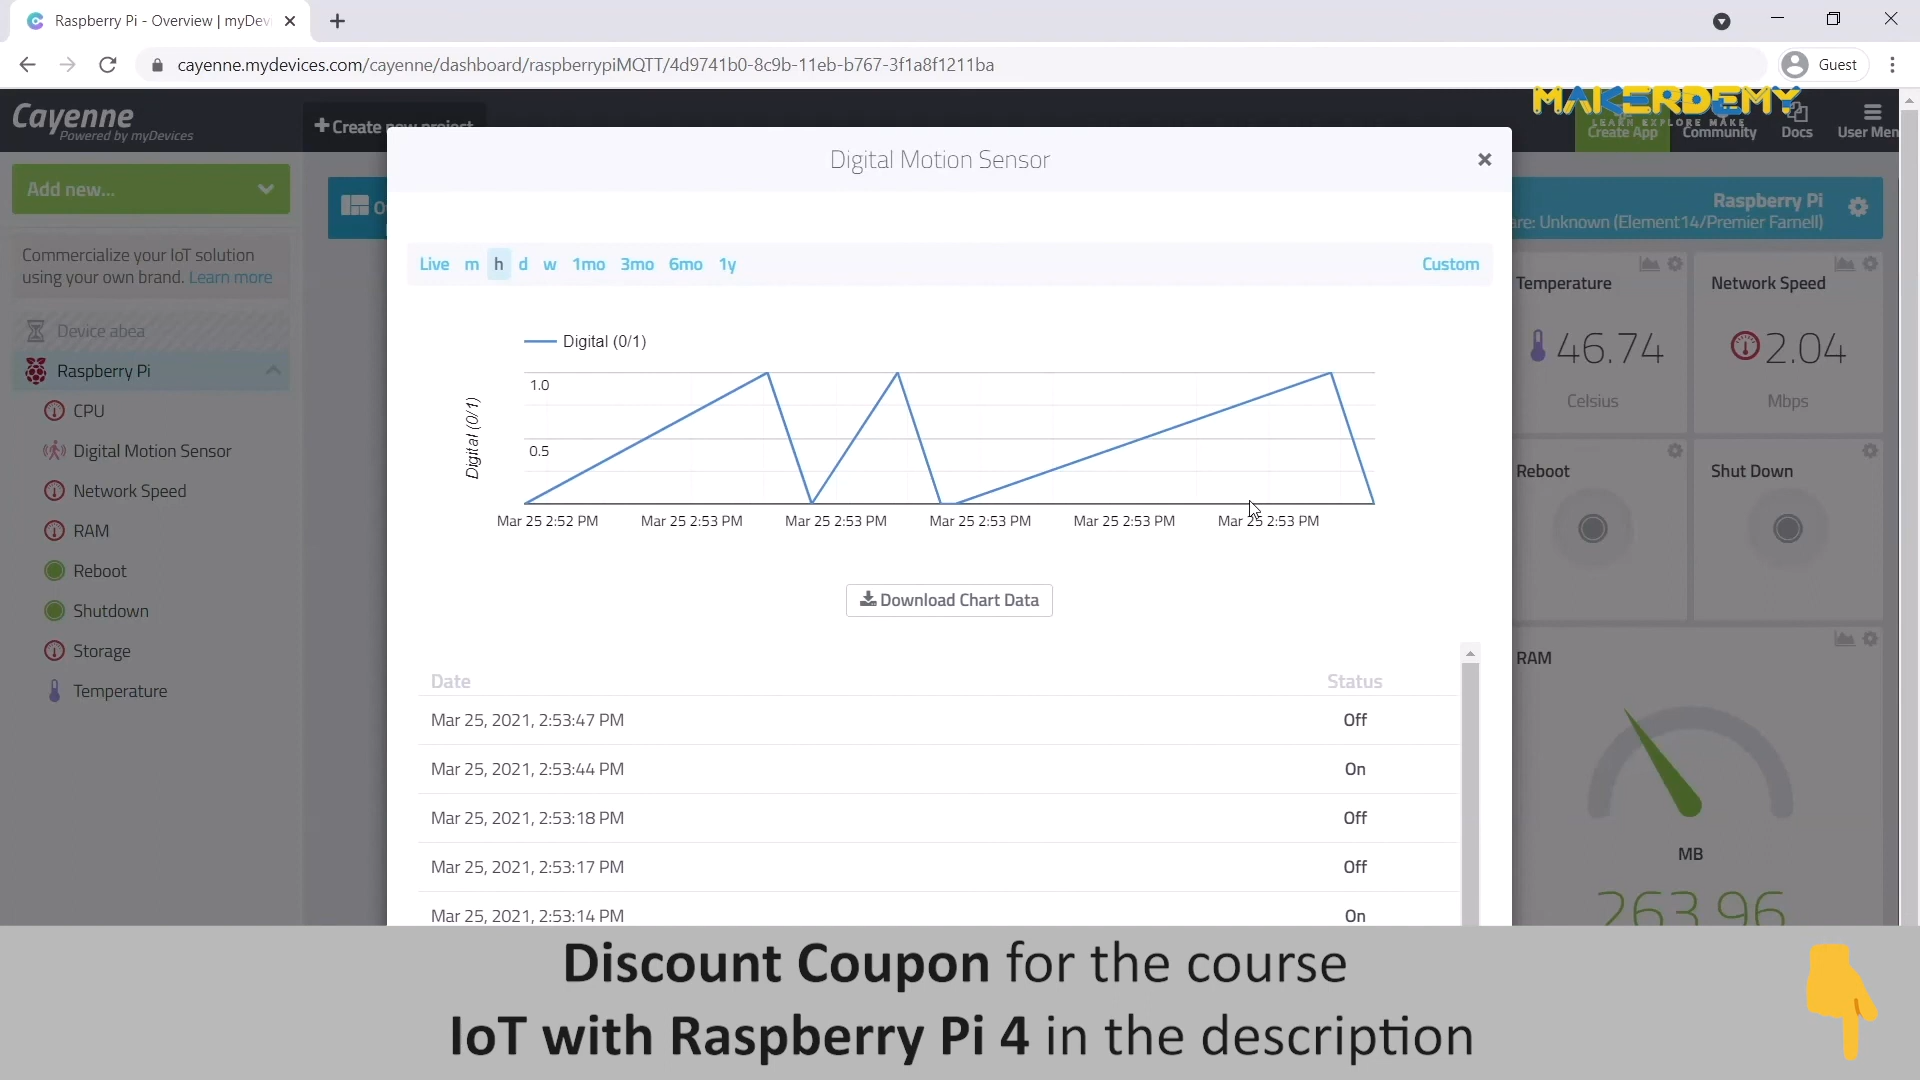 Raspberry Pi - Overview | myDev
cayenne.mydevices.com/cayenne/dashboard/raspberrypiMQTT/4d9741b0-8c9b-11eb-b767-3f1a8f1211ba
Guest
Cayenne
Powered by myDevices
Create new project
MAKERDEMY
LEARN EXPLORE MAKE
Create App
Community
Docs
User Men
Add new...
Commercialize your IoT solution
using your own brand. Learn more
Device abea
Raspberry Pi
CPU
Digital Motion Sensor
Network Speed
RAM
Reboot
Shutdown
Storage
Temperature
Digital Motion Sensor
Live m h d w 1mo 3mo 6mo 1y
Custom
Digital (0/1)
Digital (0/1)
1.0
0.5
Mar 25 2:52 PM
Mar 25 2:53 PM
Mar 25 2:53 PM
Mar 25 2:53 PM
Mar 25 2:53 PM
Mar 25 2:53 PM
Download Chart Data
Date Status
Mar 25, 2021, 2:53:47 PM Off
Mar 25, 2021, 2:53:44 PM On
Mar 25, 2021, 2:53:18 PM Off
Mar 25, 2021, 2:53:17 PM Off
Mar 25, 2021, 2:53:14 PM On
Raspberry Pi
are: Unknown (Element14/Premier Farnell)
Temperature
46.74
Celsius
Network Speed
2.04
Mbps
Reboot
Shut Down
RAM
MB
263.96
Discount Coupon for the course
IoT with Raspberry Pi 4 in the description